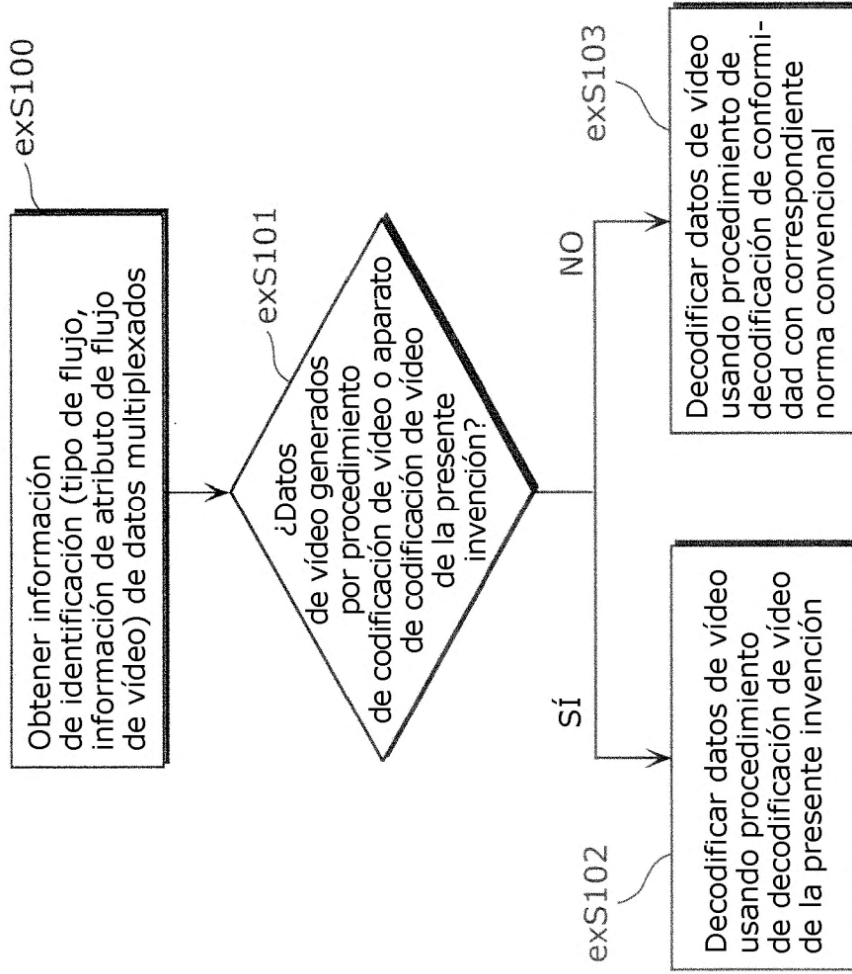 exS100
Obtener información
de identificación (tipo de flujo,
información de atributo de flujo
de vídeo) de datos multiplexados
exS101
¿Datos
de vídeo generados
por procedimiento
de codificación de vídeo o aparato
de codificación de vídeo
de la presente
invención?
SÍ
NO
exS102
Decodificar datos de vídeo
usando procedimiento
de decodificación de vídeo
de la presente invención
exS103
Decodificar datos de vídeo
usando procedimiento de
decodificación de conformi-
dad con correspondiente
norma convencional